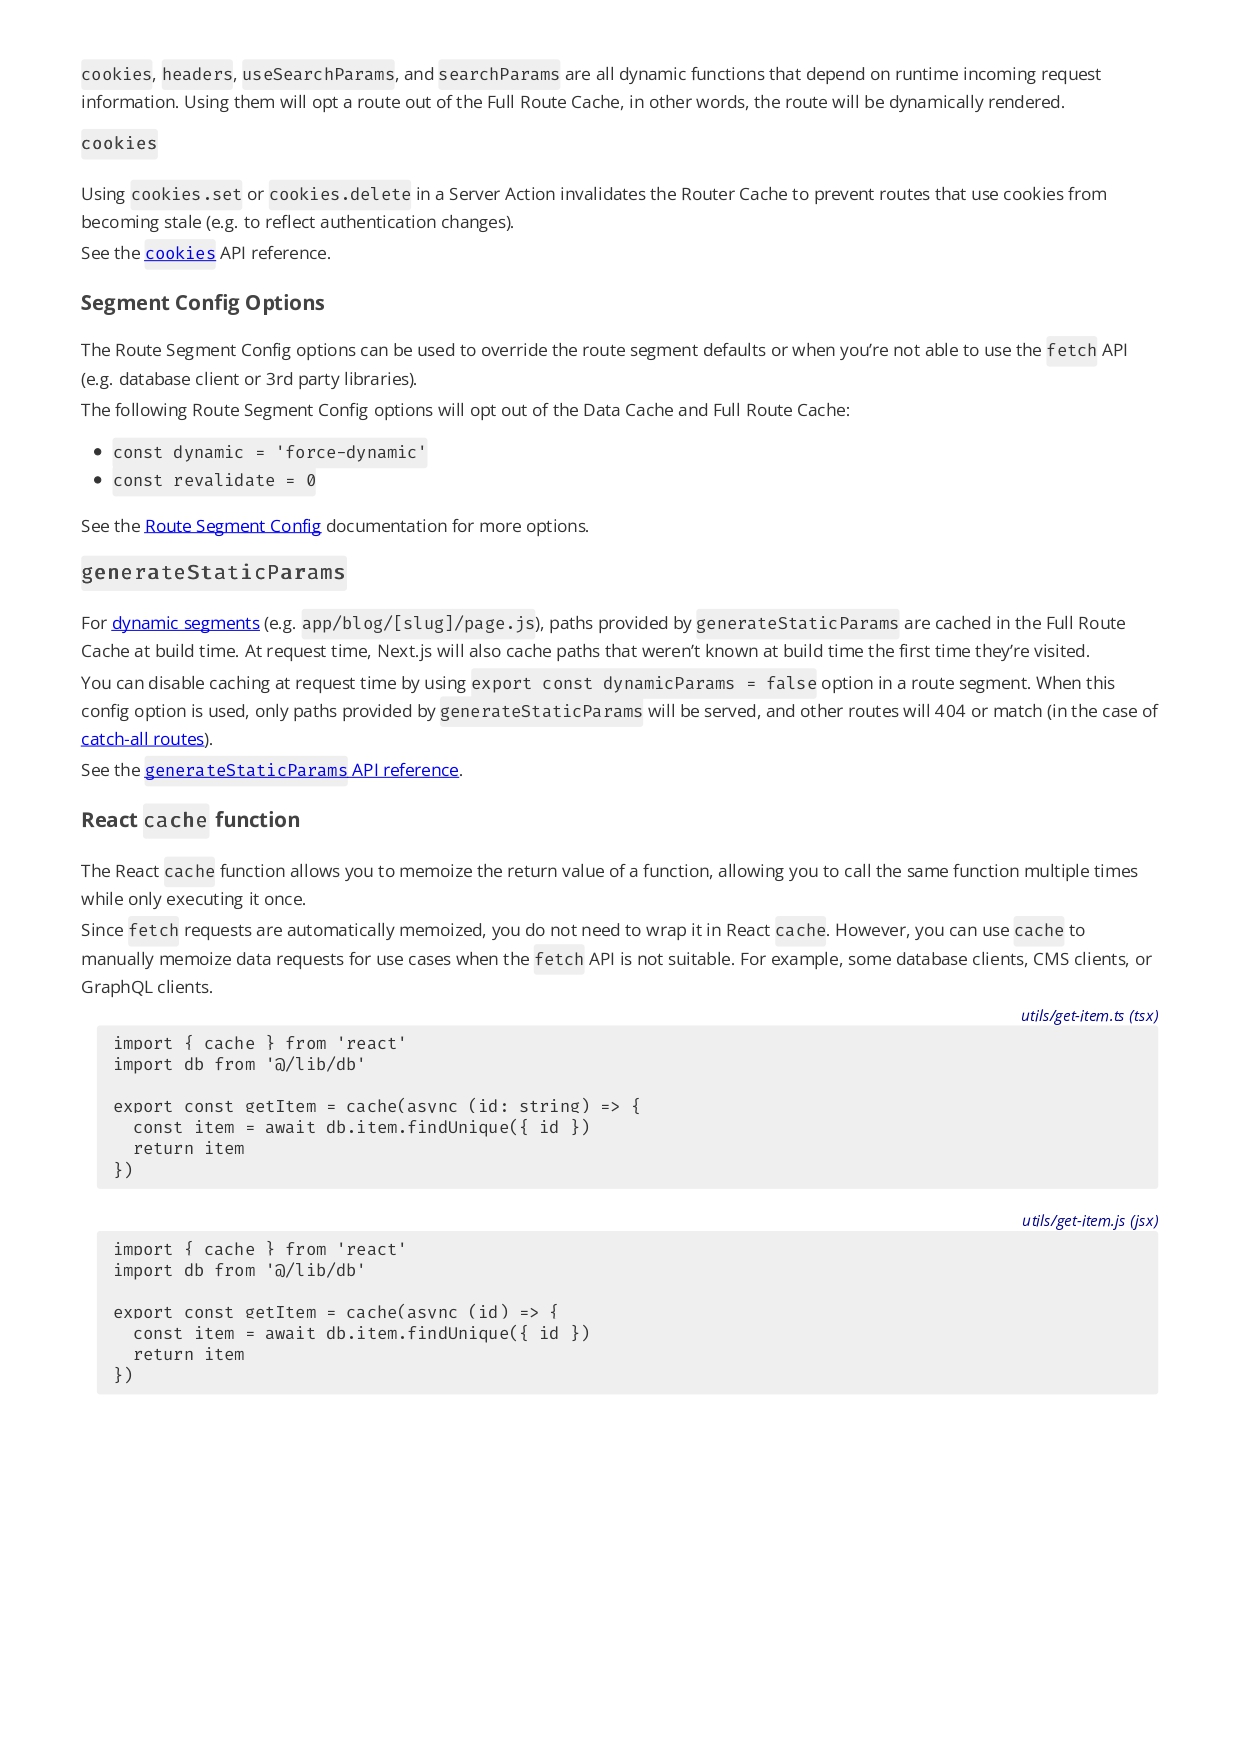 cookies, headers, useSearchParams, and searchParams are all dynamic functions that depend on runtime incoming request
information. Using them will opt a route out of the Full Route Cache, in other words, the route will be dynamically rendered.
cookies
Using cookies.set or cookies.delete in a Server Action invalidates the Router Cache to prevent routes that use cookies from
becoming stale (e.g. to reflect authentication changes).
See the cookies API reference.
Segment Config Options
The Route Segment Config options can be used to override the route segment defaults or when you’re not able to use the fetch API
(e.g. database client or 3rd party libraries).
The following Route Segment Config options will opt out of the Data Cache and Full Route Cache:
• const dynamic = 'force-dynamic'
• const revalidate = 0
See the Route Segment Config documentation for more options.
generateStaticParams
For dynamic segments (e.g. app/blog/[slug]/page.js), paths provided by generateStaticParams are cached in the Full Route
Cache at build time. At request time, Next.js will also cache paths that weren’t known at build time the first time they’re visited.
You can disable caching at request time by using export const dynamicParams = false option in a route segment. When this
config option is used, only paths provided by generateStaticParams will be served, and other routes will 404 or match (in the case of
catch-all routes).
See the generateStaticParams API reference.
React cache function
The React cache function allows you to memoize the return value of a function, allowing you to call the same function multiple times
while only executing it once.
Since fetch requests are automatically memoized, you do not need to wrap it in React cache. However, you can use cache to
manually memoize data requests for use cases when the fetch API is not suitable. For example, some database clients, CMS clients, or
GraphQL clients.
utils/get-item.ts (tsx)
import { cache } from 'react'
import db from '@/lib/db'

export const getItem = cache(async (id: string) => {
  const item = await db.item.findUnique({ id })
  return item
})
utils/get-item.js (jsx)
import { cache } from 'react'
import db from '@/lib/db'

export const getItem = cache(async (id) => {
  const item = await db.item.findUnique({ id })
  return item
})